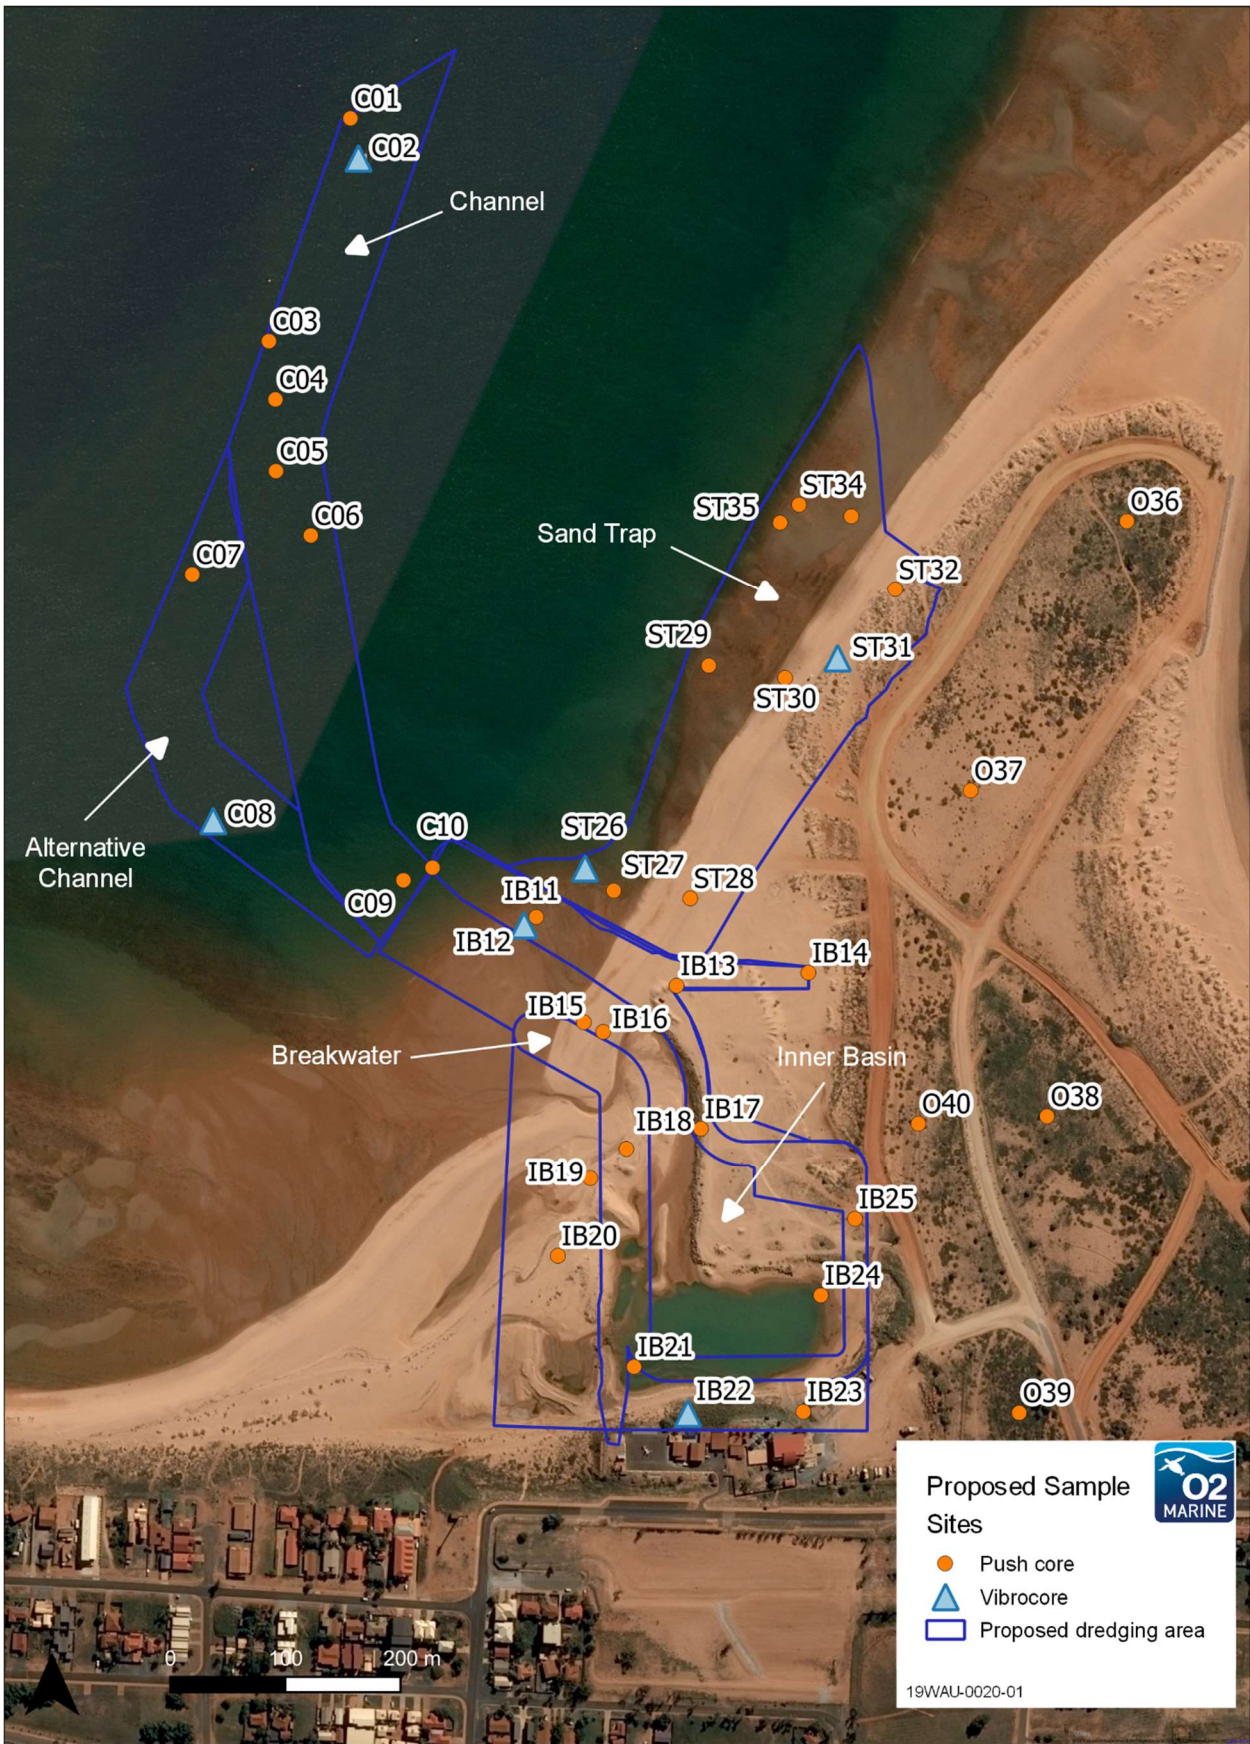 C01
C02
Channel
C03
C04
C05
C06
C07
ST34
ST35
O36
Sand Trap
ST32
ST29
ST31
ST30
O37
C08
C10
ST26
Alternative
Channel
ST27
ST28
IB11
C09
IB12
IB14
IB13
IB15
IB16
Breakwater
Inner Basin
O38
O40
IB17
IB18
IB19
IB25
IB20
IB24
IB21
IB22
IB23
O39
Proposed Sample
Sites
O2
MARINE
Push core
Vibrocore
Proposed dredging area
19WAU-0020-01
0 100 200 m